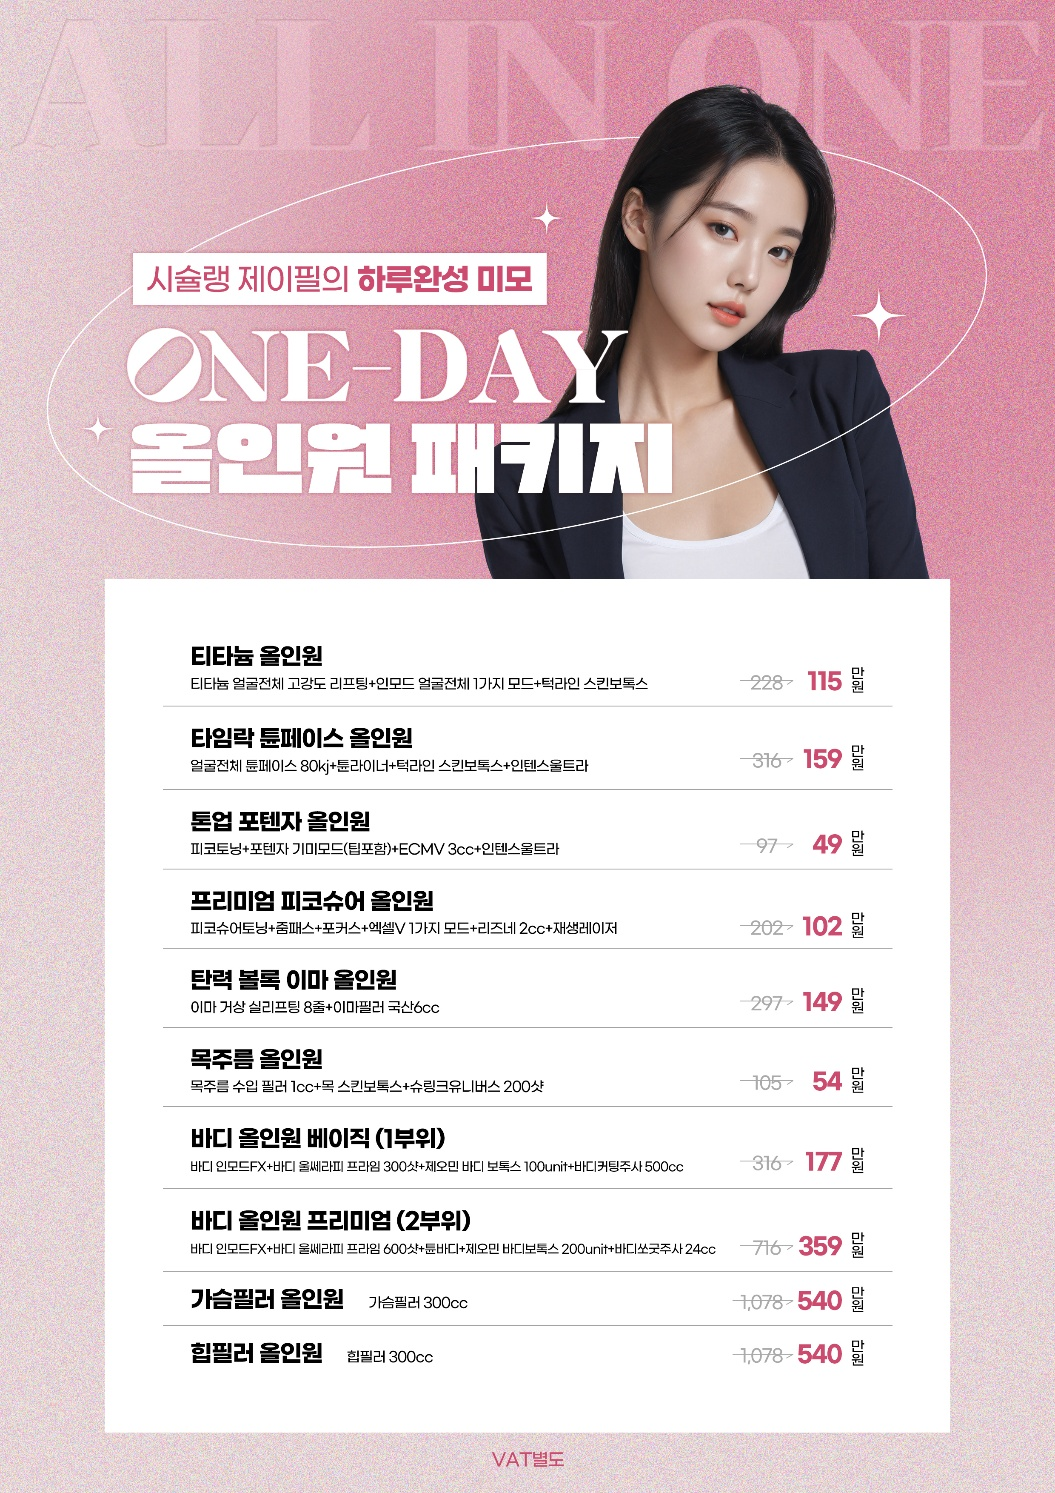 ALL IN ONE
시술랭 제이필의 하루완성 미모
ONE-DAY
올인원 패키지
티타늄 올인원
티타늄 얼굴전체 고강도 리프팅+인모드 얼굴전체 1가지 모드+턱라인 스킨보톡스
228 115 만원
타임락 튠페이스 올인원
얼굴전체 튠페이스 80kj+튠라이너+턱라인 스킨보톡스+인텐스울트라
316 159 만원
톤업 포텐자 올인원
피코토닝+포텐자 기미모드(팁포함)+ECMV 3cc+인텐스울트라
97 49 만원
프리미엄 피코슈어 올인원
피코슈어토닝+줌패스+포커스+엑셀V 1가지 모드+리즈네 2cc+재생레이저
202 102 만원
탄력 볼록 이마 올인원
이마 거상 실리프팅 8줄+이마필러 국산6cc
297 149 만원
목주름 올인원
목주름 수입 필러 1cc+목 스킨보톡스+슈링크유니버스 200샷
105 54 만원
바디 올인원 베이직 (1부위)
바디 인모드FX+바디 울쎄라피 프라임 300샷+제오민 바디 보톡스 100unit+바디커팅주사 500cc
316 177 만원
바디 올인원 프리미엄 (2부위)
바디 인모드FX+바디 울쎄라피 프라임 600샷+튠바디+제오민 바디보톡스 200unit+바디쏘굿주사 24cc
716 359 만원
가슴필러 올인원 가슴필러 300cc 1,078 540 만원
힙필러 올인원 힙필러 300cc 1,078 540 만원
VAT별도